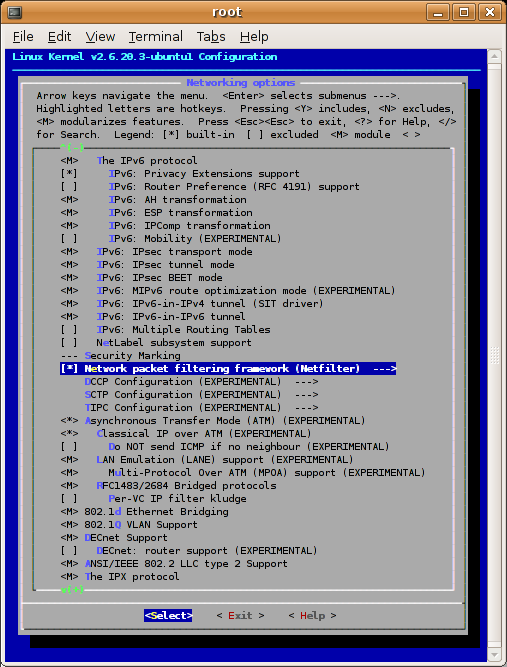 root
File Edit View Terminal Tabs Help
Linux Kernel v2.6.20.3-ubuntu1 Configuration
Networking options
Arrow keys navigate the menu. <Enter> selects submenus --->.
Highlighted letters are hotkeys. Pressing <Y> includes, <N> excludes,
<M> modularizes features. Press <Esc><Esc> to exit, <?> for Help, </>
for Search. Legend: [*] built-in [ ] excluded <M> module < >
^(-)
<M> The IPv6 protocol
[*] IPv6: Privacy Extensions support
[ ] IPv6: Router Preference (RFC 4191) support
<M> IPv6: AH transformation
<M> IPv6: ESP transformation
<M> IPv6: IPComp transformation
[ ] IPv6: Mobility (EXPERIMENTAL)
<M> IPv6: IPsec transport mode
<M> IPv6: IPsec tunnel mode
<M> IPv6: IPsec BEET mode
<M> IPv6: MIPv6 route optimization mode (EXPERIMENTAL)
<M> IPv6: IPv6-in-IPv4 tunnel (SIT driver)
<M> IPv6: IPv6-in-IPv6 tunnel
[ ] IPv6: Multiple Routing Tables
[ ] NetLabel subsystem support
--- Security Marking
[*] Network packet filtering framework (Netfilter) --->
DCCP Configuration (EXPERIMENTAL) --->
SCTP Configuration (EXPERIMENTAL) --->
TIPC Configuration (EXPERIMENTAL) --->
<*> Asynchronous Transfer Mode (ATM) (EXPERIMENTAL)
<*> Classical IP over ATM (EXPERIMENTAL)
[ ] Do NOT send ICMP if no neighbour (EXPERIMENTAL)
<M> LAN Emulation (LANE) support (EXPERIMENTAL)
<M> Multi-Protocol Over ATM (MPOA) support (EXPERIMENTAL)
<M> RFC1483/2684 Bridged protocols
[ ] Per-VC IP filter kludge
<M> 802.1d Ethernet Bridging
<M> 802.1Q VLAN Support
<M> DECnet Support
[ ] DECnet: router support (EXPERIMENTAL)
<M> ANSI/IEEE 802.2 LLC type 2 Support
<M> The IPX protocol
v(+)
<Select> < Exit > < Help >